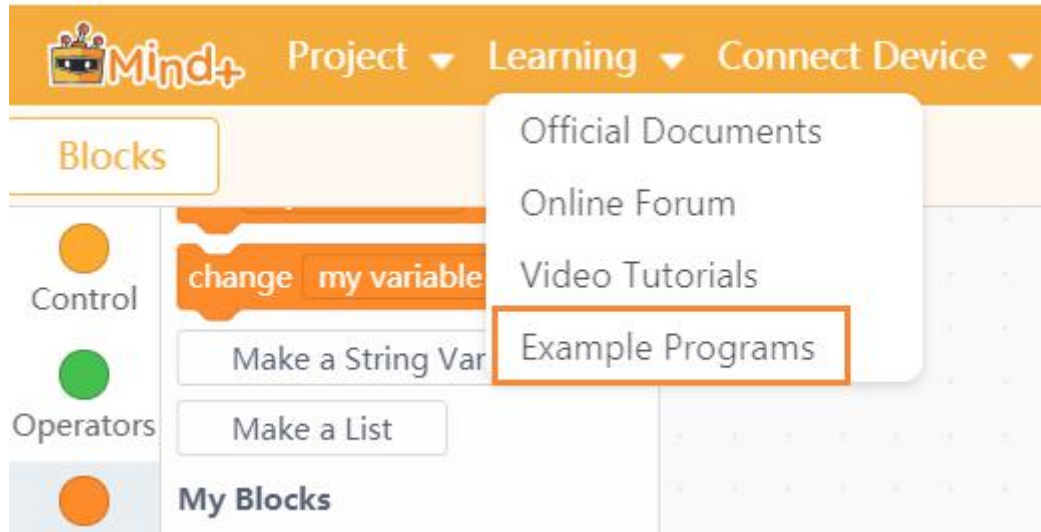 Mind+ Project Learning Connect Device
Blocks
Official Documents
Online Forum
Video Tutorials
Example Programs
Control
change my variable
Make a String Var
Operators
Make a List
My Blocks